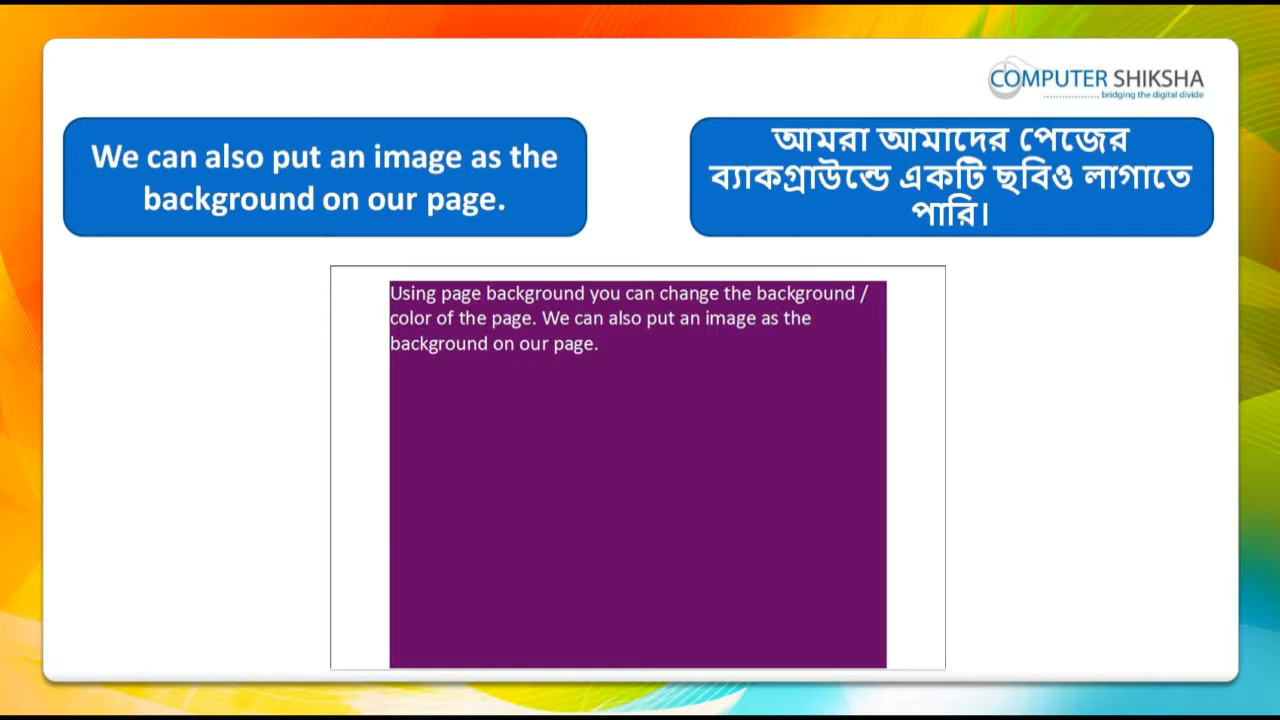 COMPUTER SHIKSHA
bridging the digital divide
We can also put an image as the
background on our page.
আমরা আমাদের পেজের
ব্যাকগ্রাউন্ডে একটি ছবিও লাগাতে
পারি।
Using page background you can change the background /
color of the page. We can also put an image as the
background on our page.